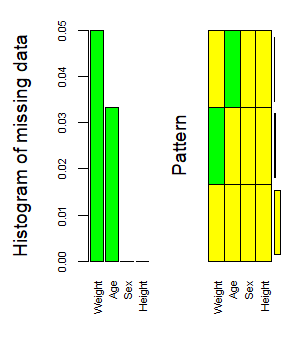 Histogram of missing data
0.05
0.04
0.03
0.02
0.01
0.00
Weight
Age
Sex
Height
Pattern
Weight
Age
Sex
Height